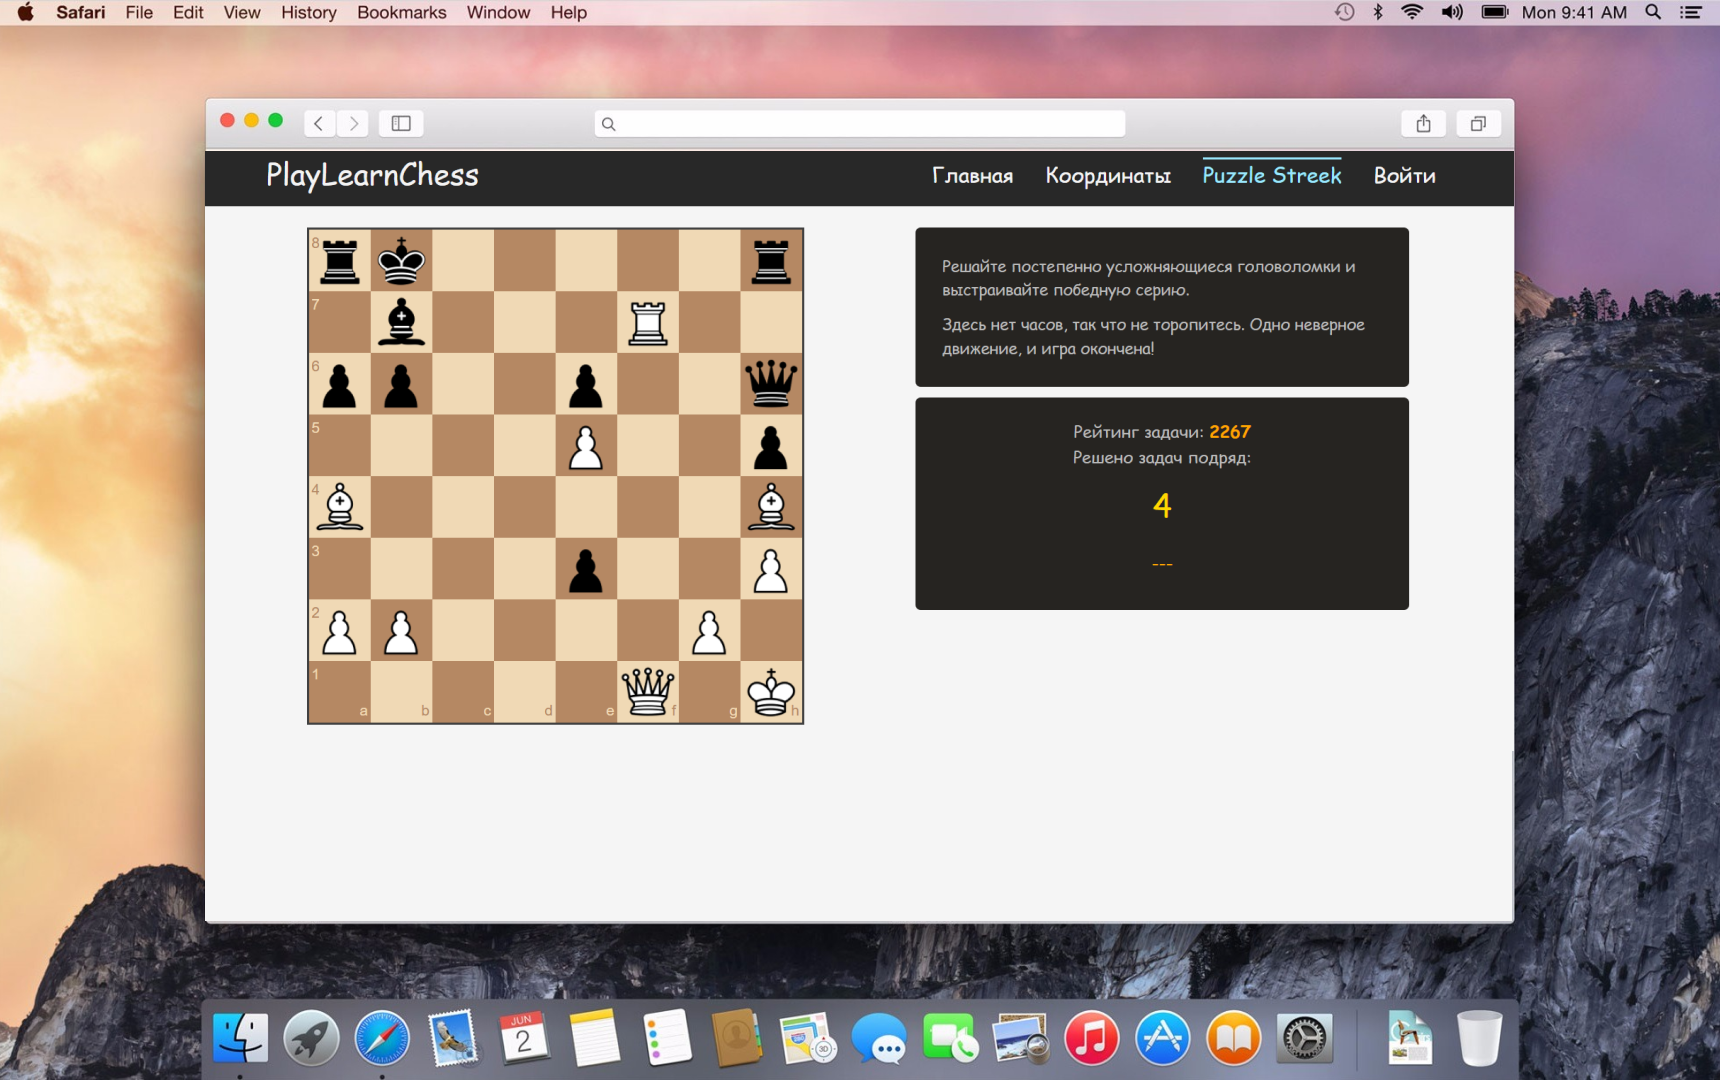 Safari File Edit View History Bookmarks Window Help Mon 9:41 AM
PlayLearnChess Главная Координаты Puzzle Streek Войти
Решайте постепенно усложняющиеся головоломки и
выстраивайте победную серию.
Здесь нет часов, так что не торопитесь. Одно неверное
движение, и игра окончена!
Рейтинг задачи: 2267
Решено задач подряд:
4
---
8
7
6
5
4
3
2
1
a b c d e f g h
JUN
2
3D